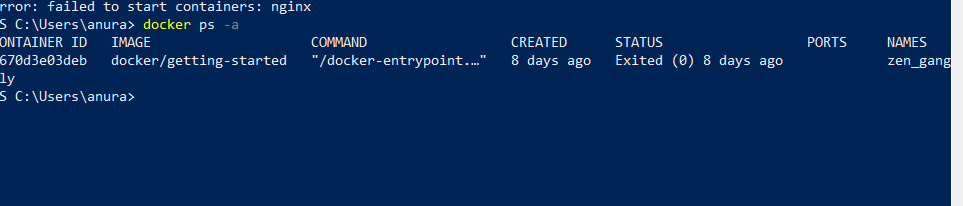 rror: failed to start containers: nginx
S C:\Users\anura> docker ps -a
ONTAINER ID   IMAGE                    COMMAND                  CREATED      STATUS                  PORTS     NAMES
670d3e03deb   docker/getting-started   "/docker-entrypoint.…"   8 days ago   Exited (0) 8 days ago             zen_gang
ly
S C:\Users\anura>